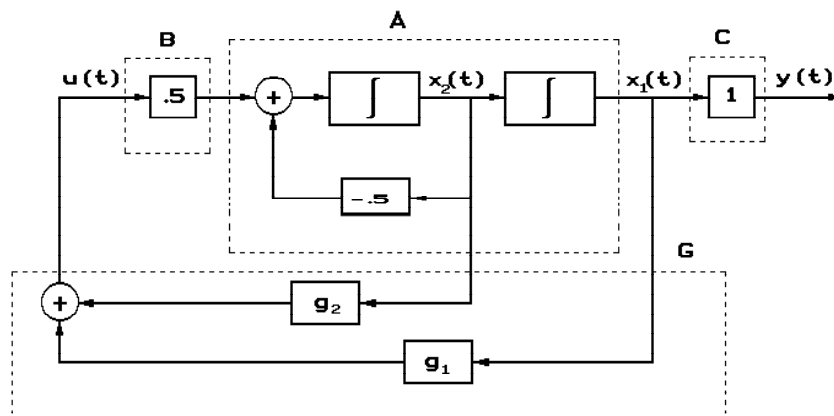 B
A
C
u(t)
.5
+
∫
x₂(t)
∫
x₁(t)
1
y(t)
-.5
G
+
g₂
g₁